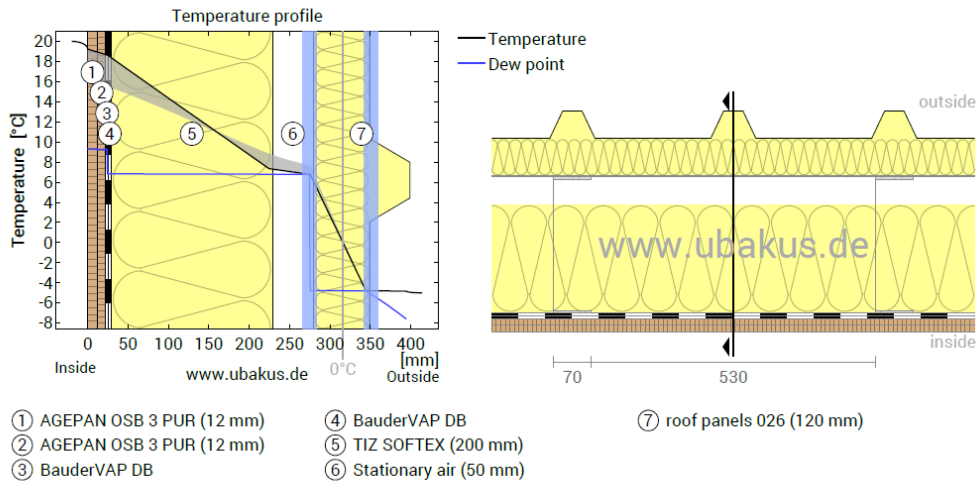 Temperature profile
Temperature [°C]
20
18
16
14
12
10
8
6
4
2
0
-2
-4
-6
-8
1
2
3
4
5
6
7
0 50 100 150 200 250 300 350 400
[mm]
Inside
www.ubakus.de
0°C
Outside
Temperature
Dew point
outside
www.ubakus.de
inside
70
530
1 AGEPAN OSB 3 PUR (12 mm)
2 AGEPAN OSB 3 PUR (12 mm)
3 BauderVAP DB
4 BauderVAP DB
5 TIZ SOFTEX (200 mm)
6 Stationary air (50 mm)
7 roof panels 026 (120 mm)